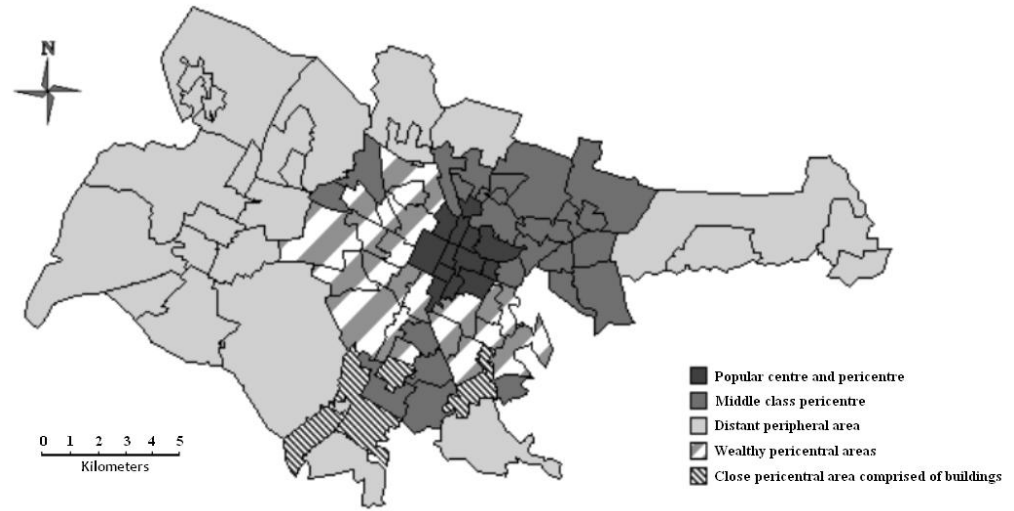 N
Popular centre and pericentre
Middle class pericentre
Distant peripheral area
Wealthy pericentral areas
Close pericentral area comprised of buildings
0 1 2 3 4 5
Kilometers